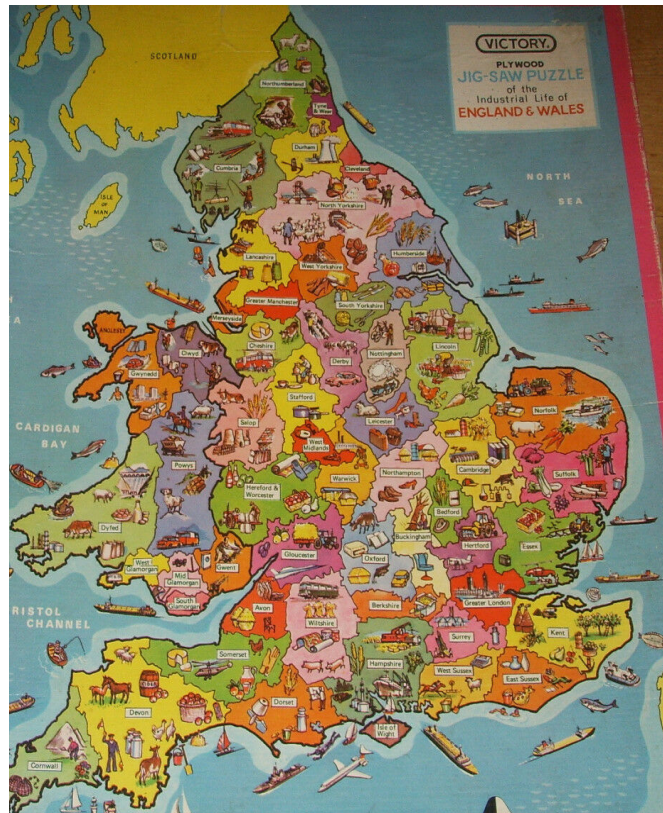 SCOTLAND
VICTORY.
PLYWOOD
JIG-SAW PUZZLE
of the
Industrial Life of
ENGLAND & WALES
Northumberland
Tyne & Wear
Durham
Cleveland
Cumbria
North Yorkshire
NORTH
SEA
ISLE
OF
MAN
Lancashire
West Yorkshire
Humberside
Greater Manchester
South Yorkshire
Merseyside
ANGLESEY
Clwyd
Cheshire
Derby
Nottingham
Lincoln
Gwynedd
Salop
Stafford
Leicester
Norfolk
CARDIGAN
BAY
Powys
West
Midlands
Northampton
Cambridge
Suffolk
Warwick
Hereford &
Worcester
Bedford
Dyfed
Buckingham
Hertford
Essex
Gloucester
Oxford
West
Glamorgan
Mid
Glamorgan
Gwent
South
Glamorgan
RISTOL
CHANNEL
Avon
Wiltshire
Berkshire
Greater London
Surrey
Kent
Somerset
Hampshire
West Sussex
East Sussex
Devon
Dorset
Isle of
Wight
Cornwall